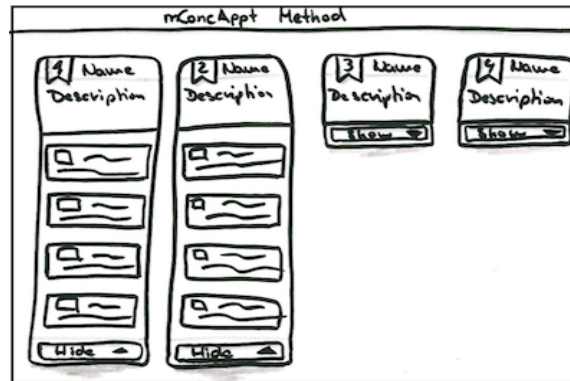 mConcAppt Method
1 Name
Description
Hide
2 Name
Description
Hide
3 Name
Description
Show
4 Name
Description
Show